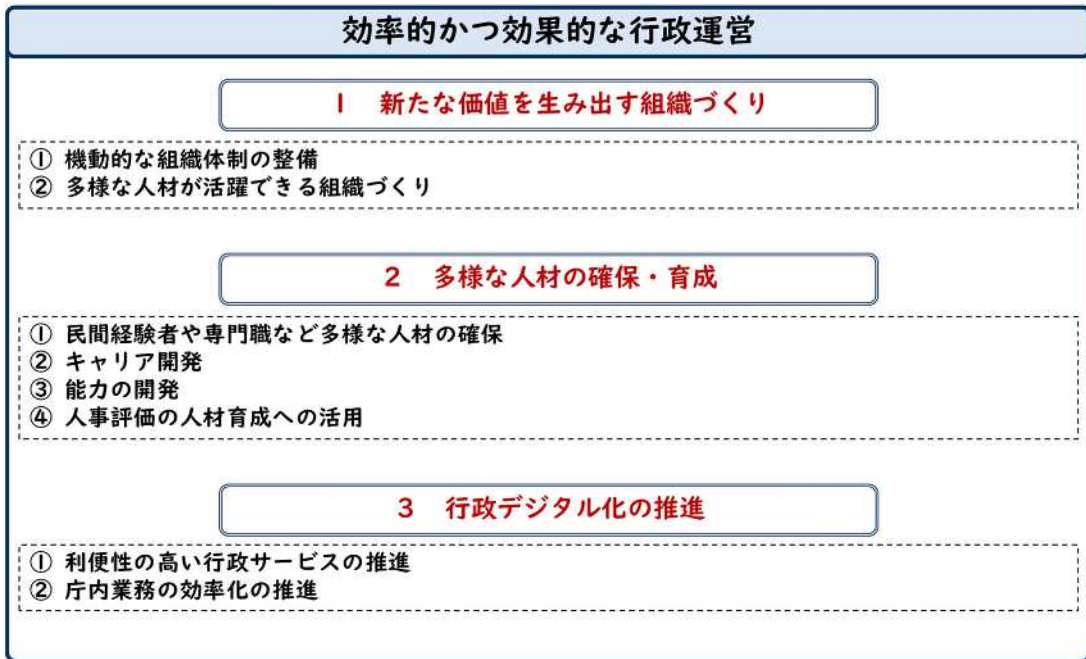 効率的かつ効果的な行政運営
1 新たな価値を生み出す組織づくり
① 機動的な組織体制の整備
② 多様な人材が活躍できる組織づくり
2 多様な人材の確保・育成
① 民間経験者や専門職など多様な人材の確保
② キャリア開発
③ 能力の開発
④ 人事評価の人材育成への活用
3 行政デジタル化の推進
① 利便性の高い行政サービスの推進
② 庁内業務の効率化の推進